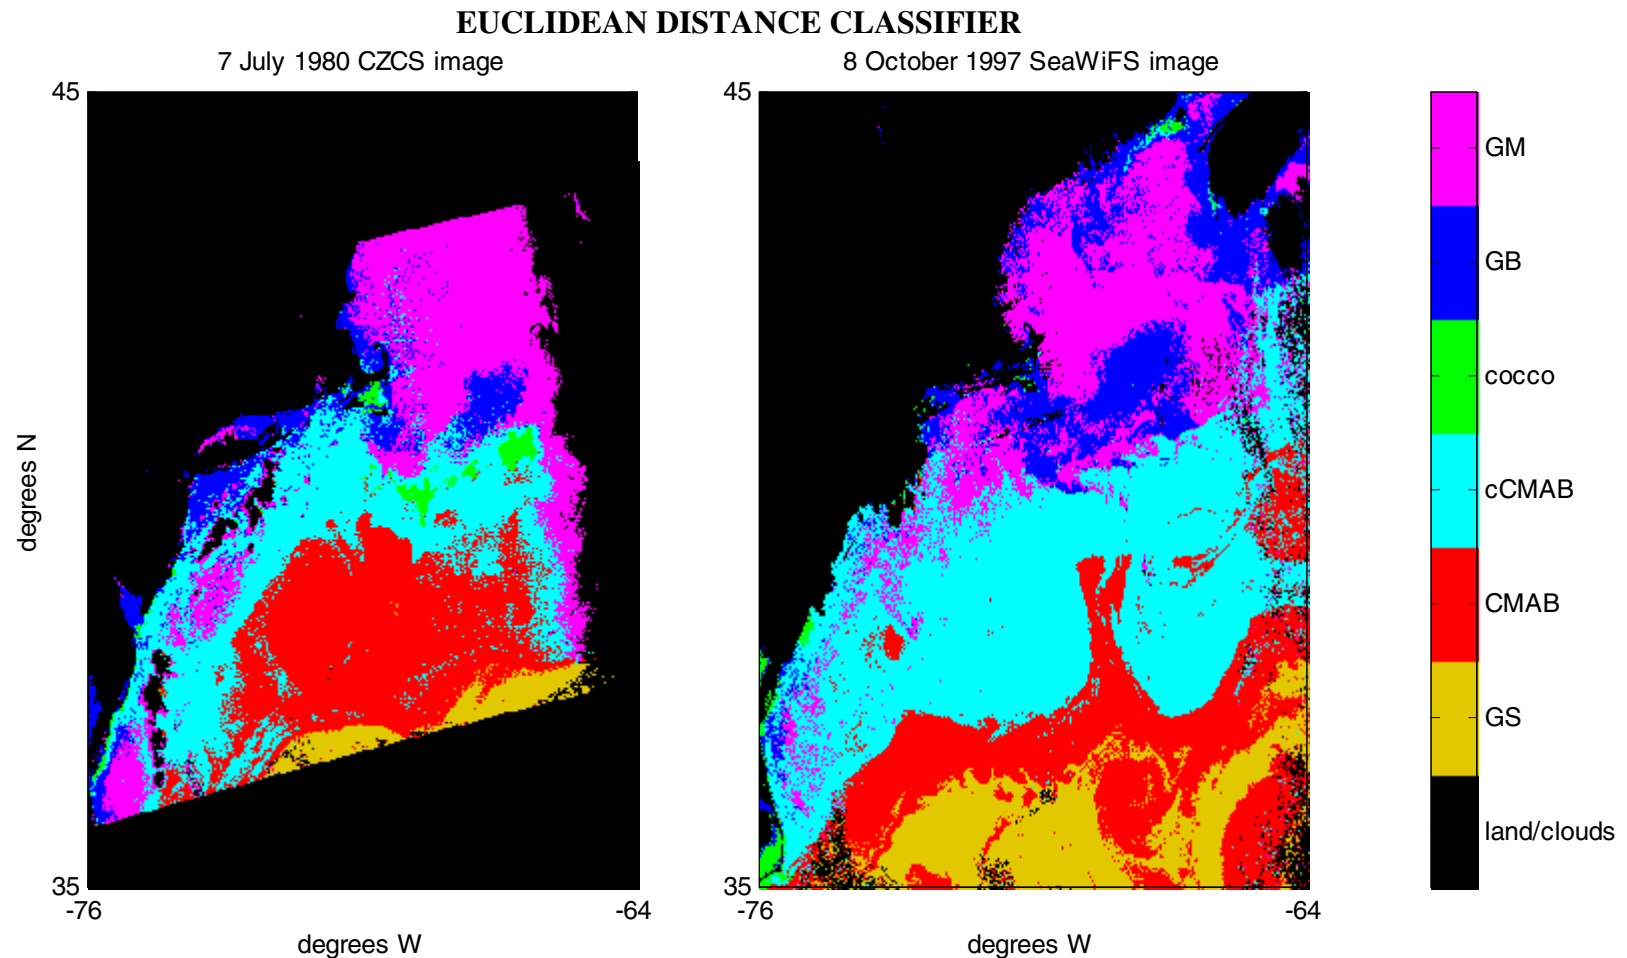 EUCLIDEAN DISTANCE CLASSIFIER
7 July 1980 CZCS image
8 October 1997 SeaWiFS image
45
45
degrees N
35
35
-76
-64
-76
-64
degrees W
degrees W
GM
GB
cocco
cCMAB
CMAB
GS
land/clouds